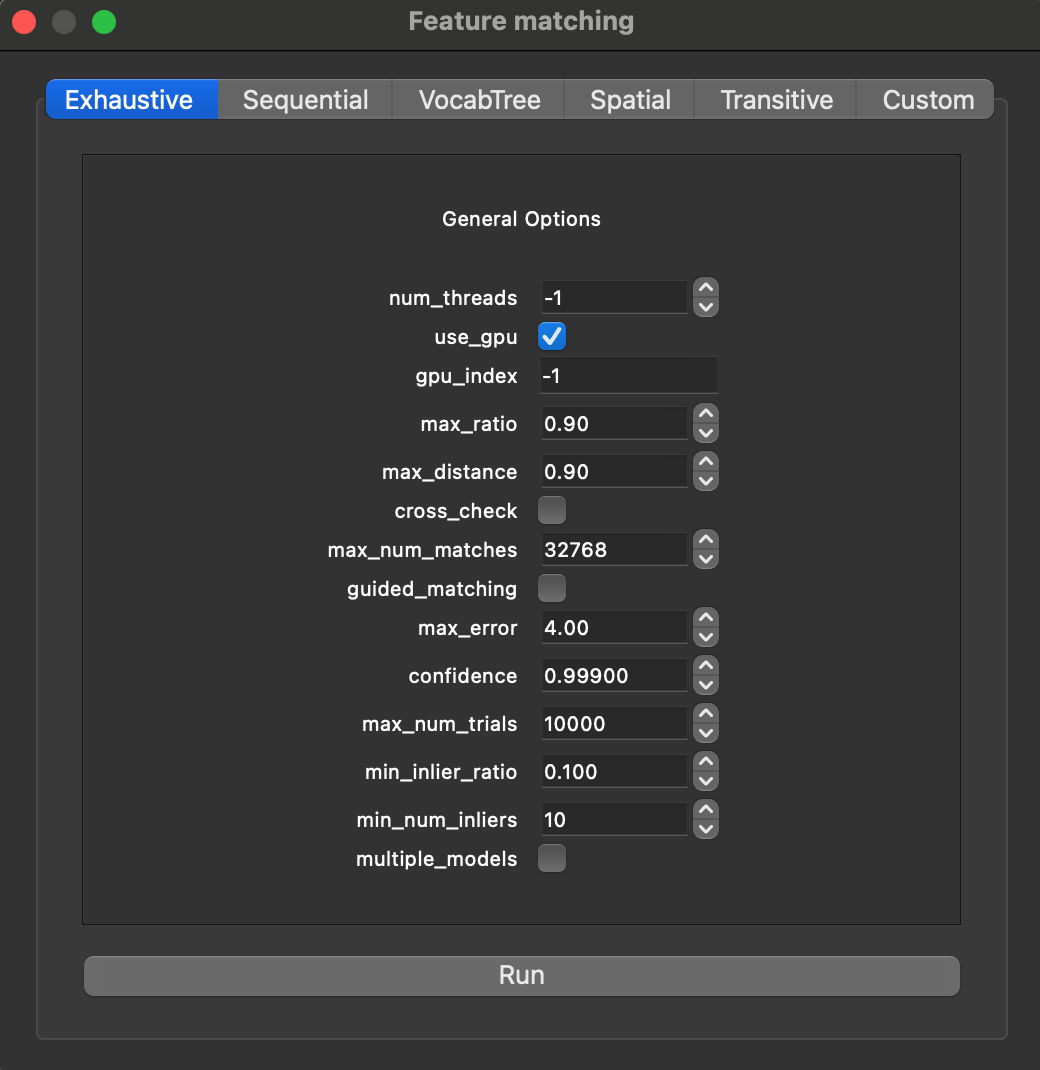 Feature matching
Exhaustive Sequential VocabTree Spatial Transitive Custom
General Options
num_threads -1
use_gpu
gpu_index -1
max_ratio 0.90
max_distance 0.90
cross_check
max_num_matches 32768
guided_matching
max_error 4.00
confidence 0.99900
max_num_trials 10000
min_inlier_ratio 0.100
min_num_inliers 10
multiple_models
Run